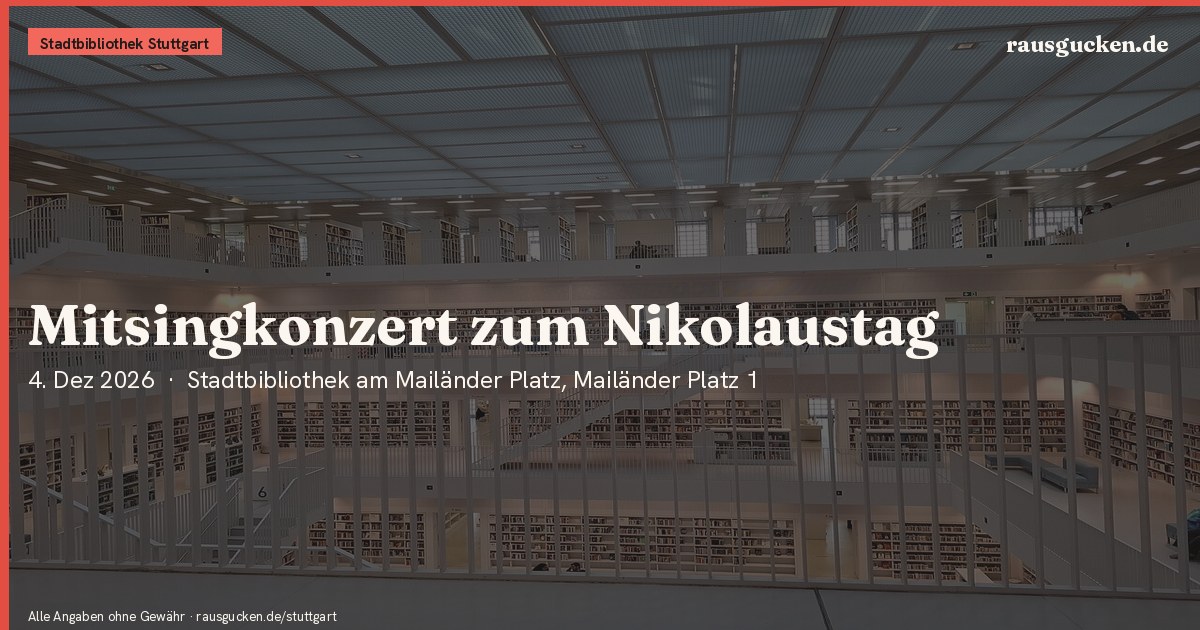 Stadtbibliothek Stuttgart
rausgucken.de
Mitsingkonzert zum Nikolaustag
4. Dez 2026 · Stadtbibliothek am Mailänder Platz, Mailänder Platz 1
6
Alle Angaben ohne Gewähr · rausgucken.de/stuttgart